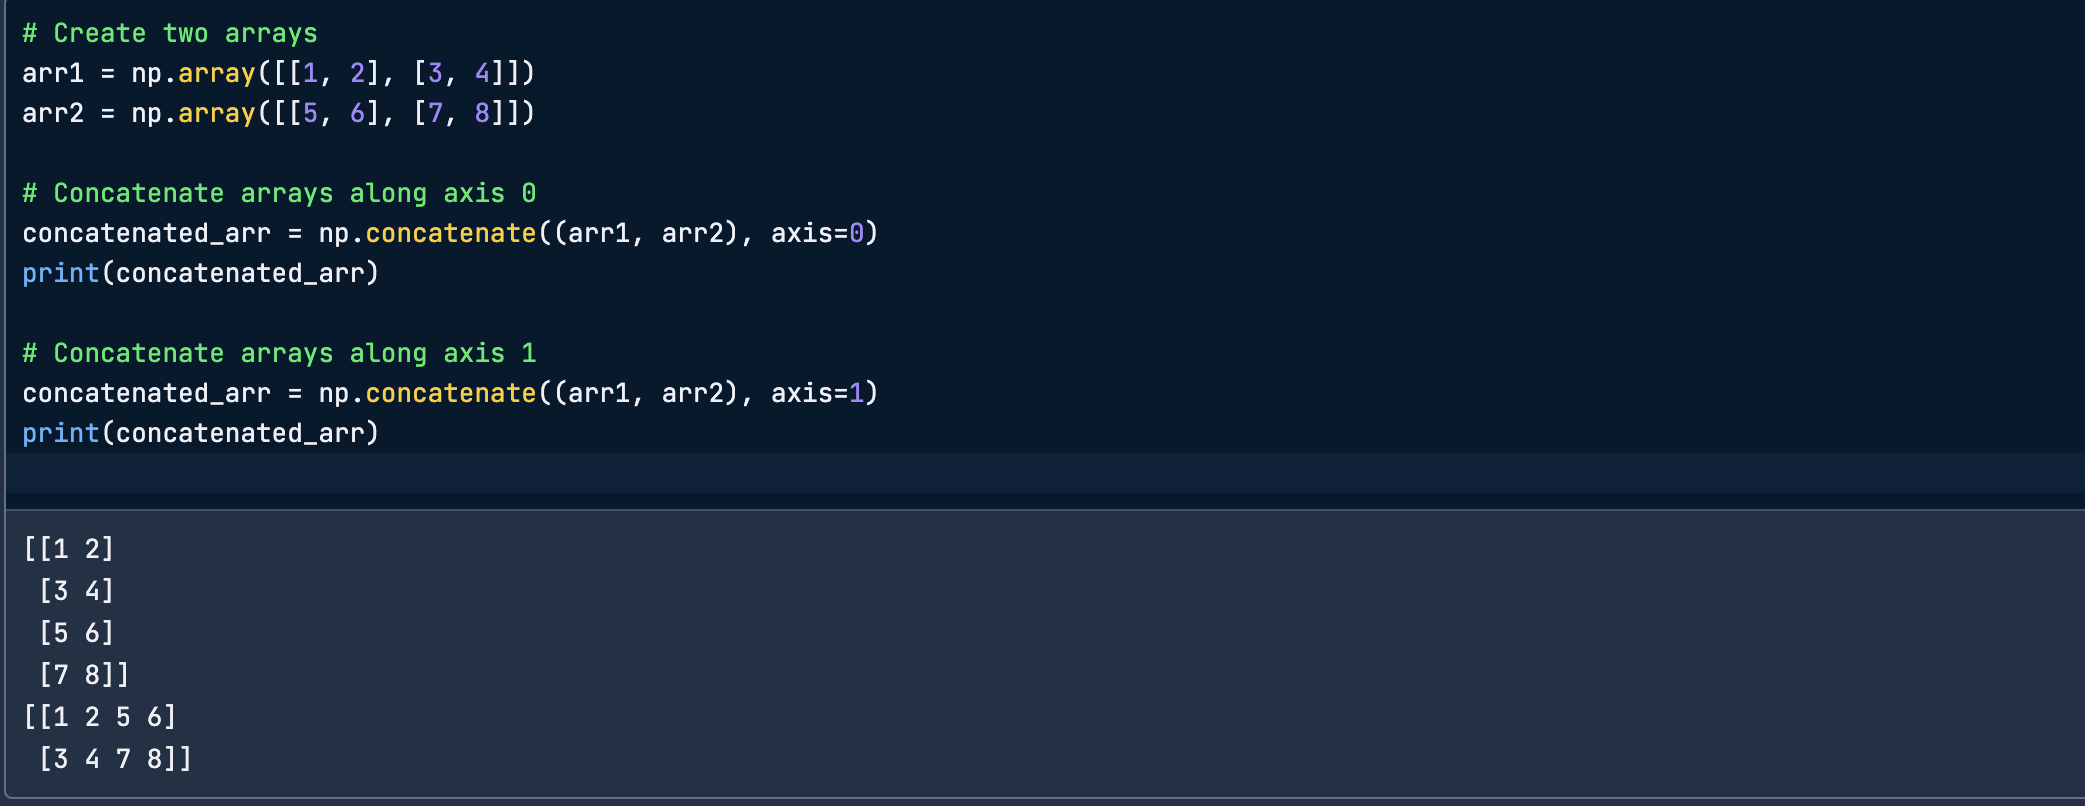 # Create two arrays
arr1 = np.array([[1, 2], [3, 4]])
arr2 = np.array([[5, 6], [7, 8]])
# Concatenate arrays along axis 0
concatenated_arr = np.concatenate((arr1, arr2), axis=0)
print(concatenated_arr)
# Concatenate arrays along axis 1
concatenated_arr = np.concatenate((arr1, arr2), axis=1)
print(concatenated_arr)
[[1 2]
 [3 4]
 [5 6]
 [7 8]]
[[1 2 5 6]
 [3 4 7 8]]